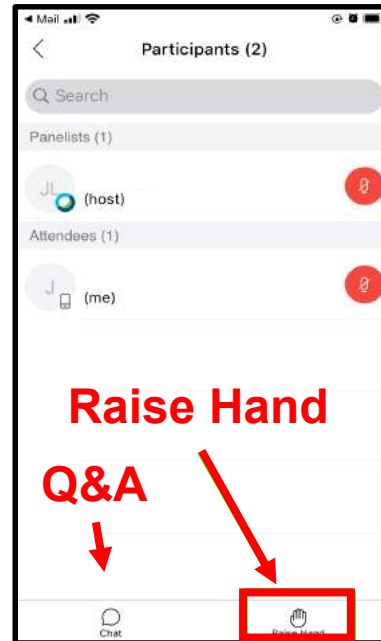 Mail
Participants (2)
Search
Panelists (1)
JL
(host)
Attendees (1)
J
(me)
Raise Hand
Q&A
Chat
Raise Hand